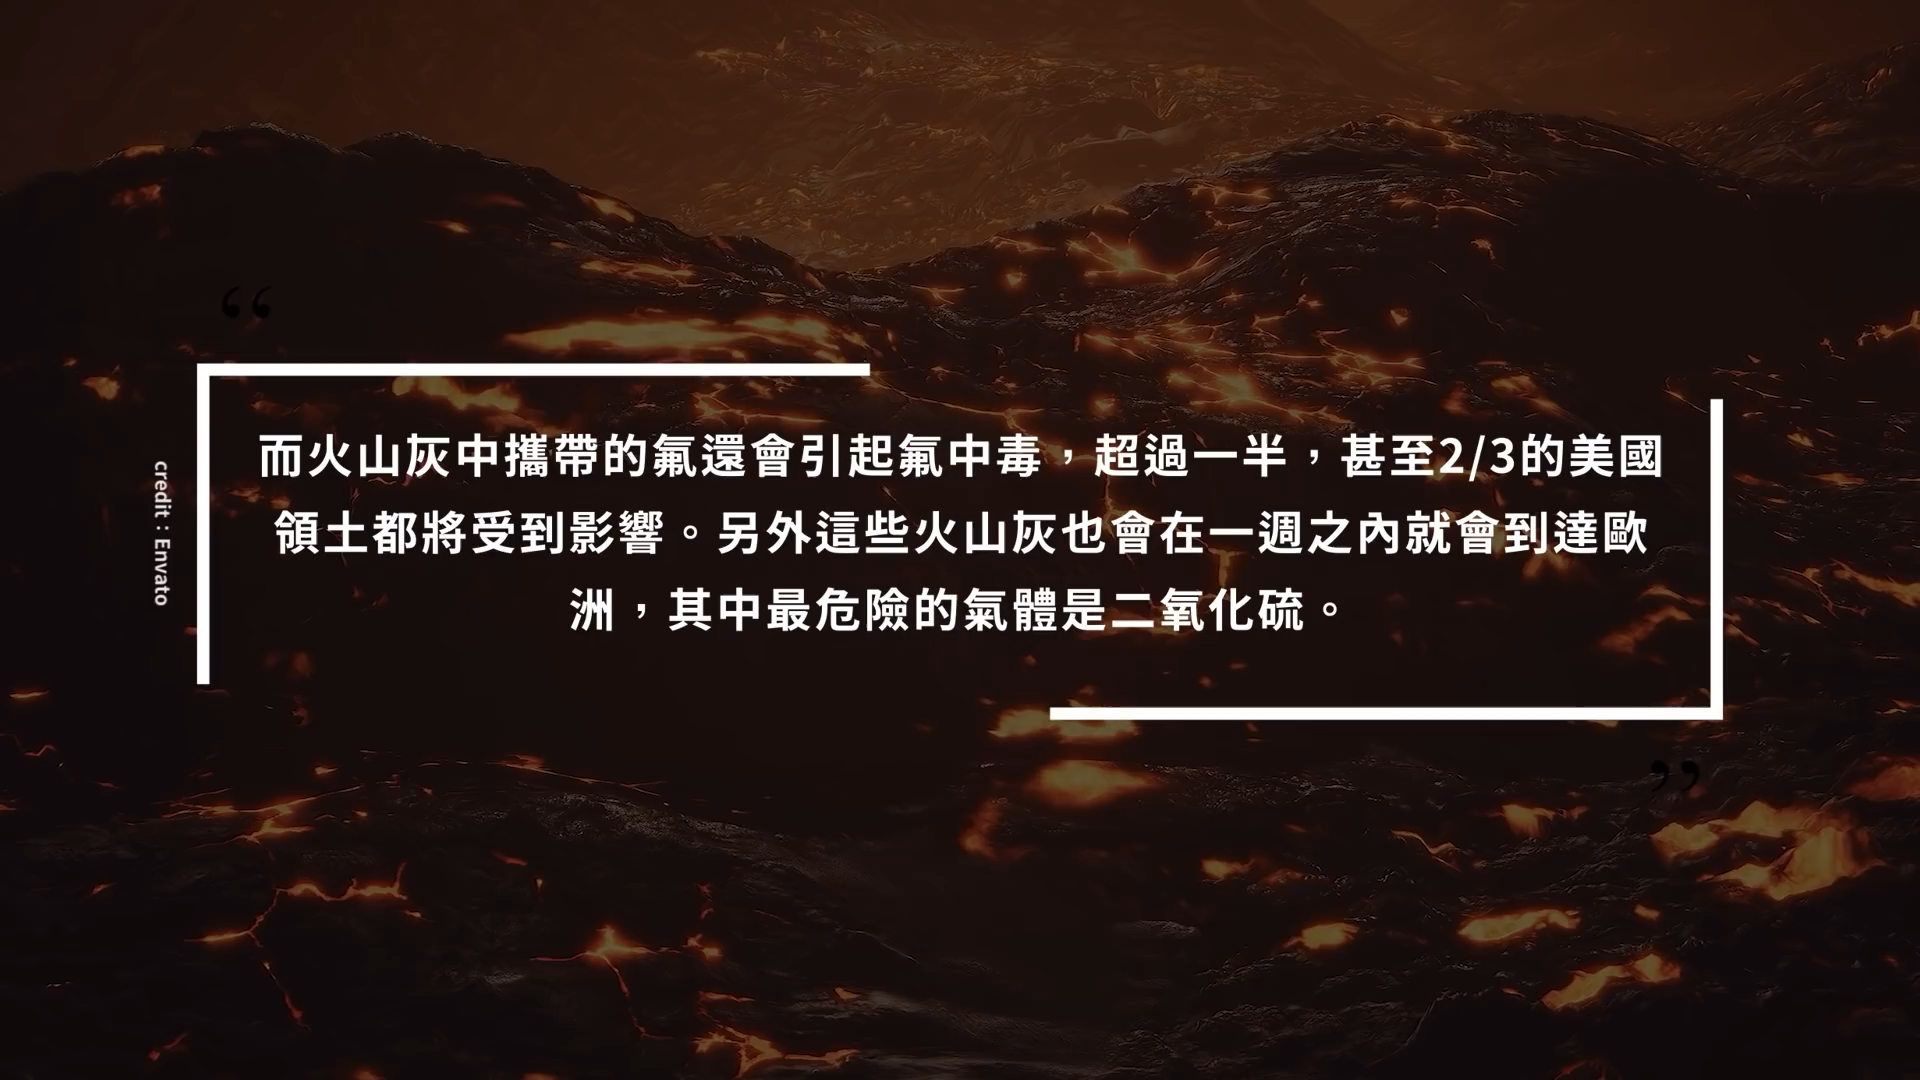 “
而火山灰中攜帶的氟還會引起氟中毒，超過一半，甚至2/3的美國
領土都將受到影響。另外這些火山灰也會在一週之內就會到達歐
洲，其中最危險的氣體是二氧化硫。
”
credit : Envato